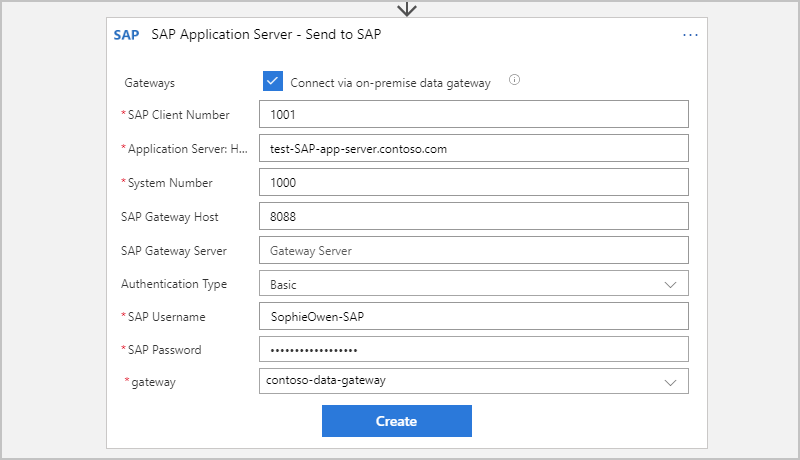 SAP SAP Application Server - Send to SAP ...
Gateways Connect via on-premise data gateway
*SAP Client Number 1001
*Application Server: H... test-SAP-app-server.contoso.com
*System Number 1000
SAP Gateway Host 8088
SAP Gateway Server Gateway Server
Authentication Type Basic
*SAP Username SophieOwen-SAP
*SAP Password ••••••••••••••••••
*gateway contoso-data-gateway
Create